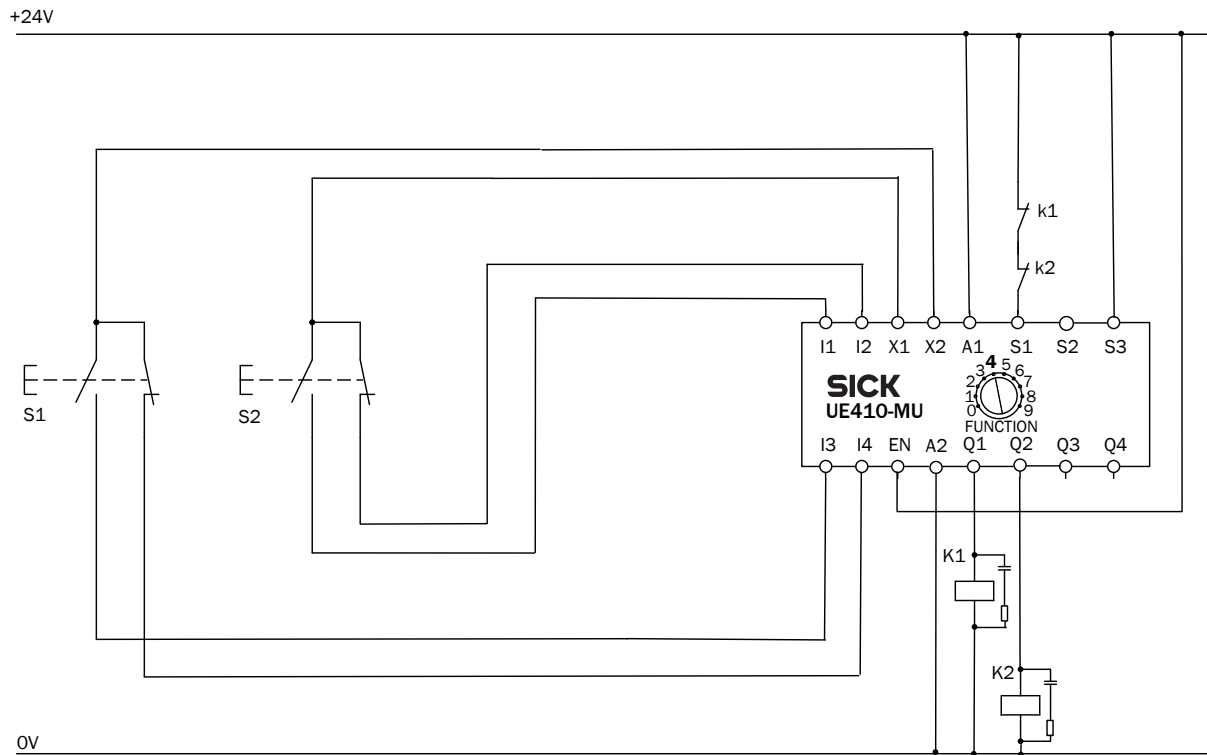 +24V
k1
k2
I1 I2 X1 X2 A1 S1 S2 S3
SICK
UE410-MU
0 1 2 3 4 5 6 7 8 9
FUNCTION
S1
S2
I3 I4 EN A2 Q1 Q2 Q3 Q4
K1
K2
0V